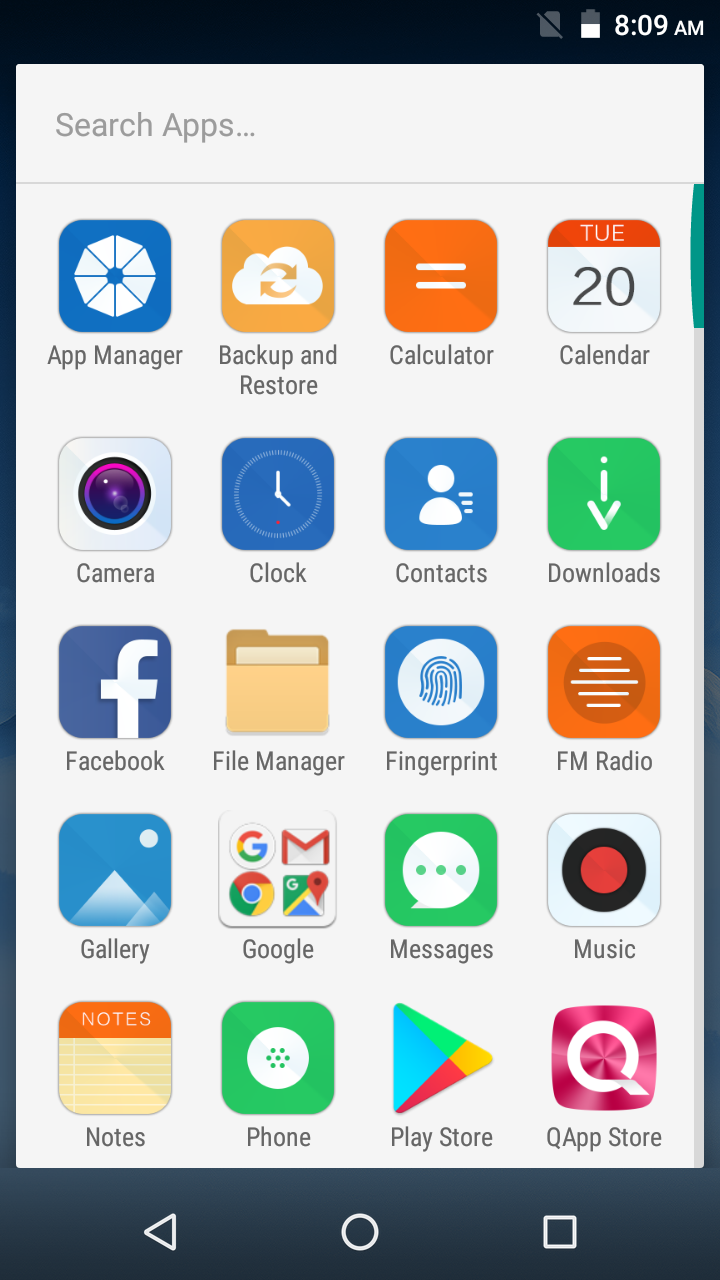 8:09 AM
Search Apps...
TUE
20
App Manager
Backup and
Restore
Calculator
Calendar
Camera
Clock
Contacts
Downloads
Facebook
File Manager
Fingerprint
FM Radio
Gallery
Google
Messages
Music
NOTES
Notes
Phone
Play Store
QApp Store